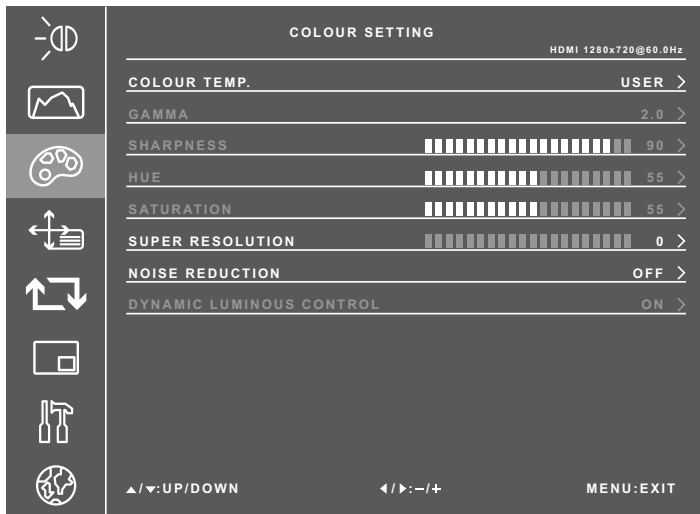 COLOUR SETTING
HDMI 1280x720@60.0Hz
COLOUR TEMP. USER >
GAMMA 2.0 >
SHARPNESS 90 >
HUE 55 >
SATURATION 55 >
SUPER RESOLUTION 0 >
NOISE REDUCTION OFF >
DYNAMIC LUMINOUS CONTROL ON >
▲/▼:UP/DOWN ◀/▶:−/+ MENU:EXIT